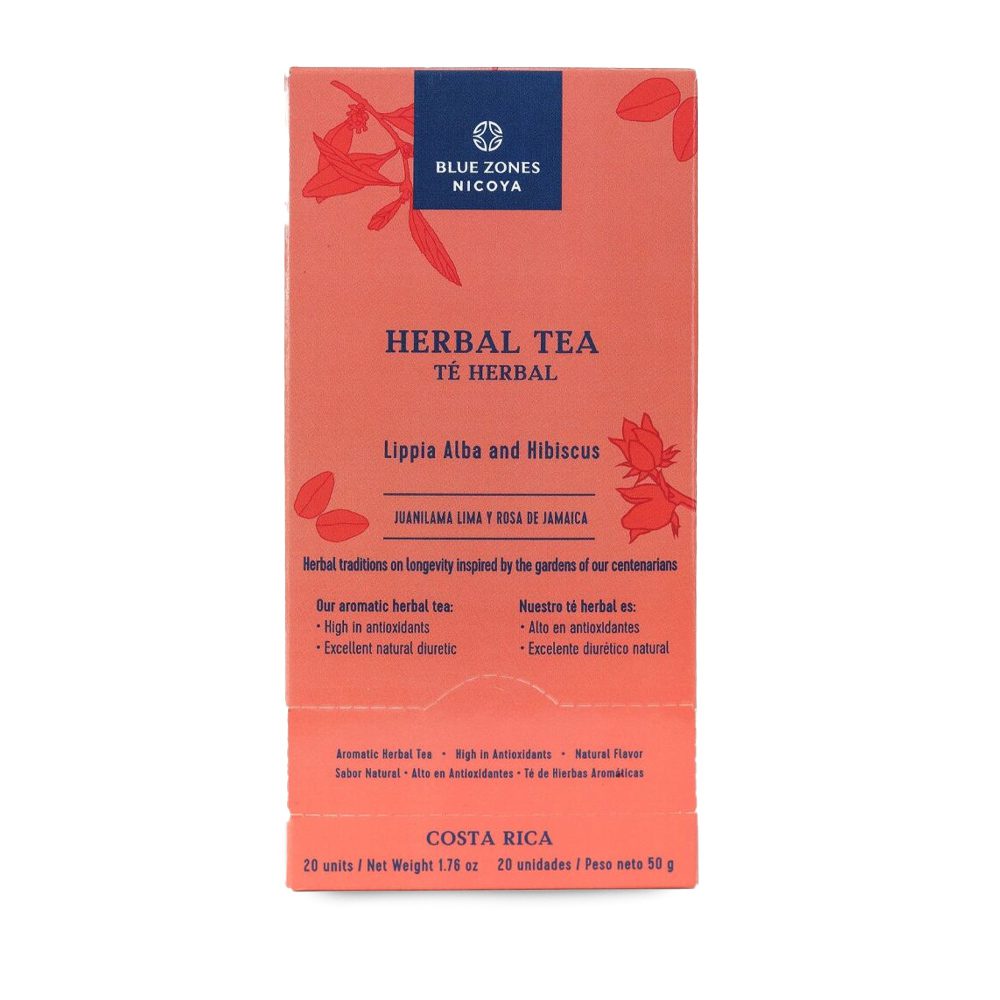 BLUE ZONES
NICOYA
HERBAL TEA
TÉ HERBAL
Lippia Alba and Hibiscus
JUANILAMA LIMA Y ROSA DE JAMAICA
Herbal traditions on longevity inspired by the gardens of our centenarians
Our aromatic herbal tea:
• High in antioxidants
• Excellent natural diuretic
Nuestro té herbal es:
• Alto en antioxidantes
• Excelente diurético natural
Aromatic Herbal Tea • High in Antioxidants • Natural Flavor
Sabor Natural • Alto en Antioxidantes • Té de Hierbas Aromáticas
COSTA RICA
20 units / Net Weight 1.76 oz 20 unidades / Peso neto 50 g